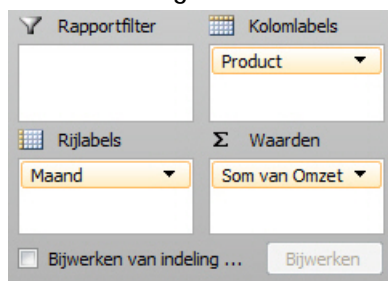 Rapportfilter
Kolomlabels
Product
Rijlabels
Σ Waarden
Maand
Som van Omzet
Bijwerken van indeling ...
Bijwerken